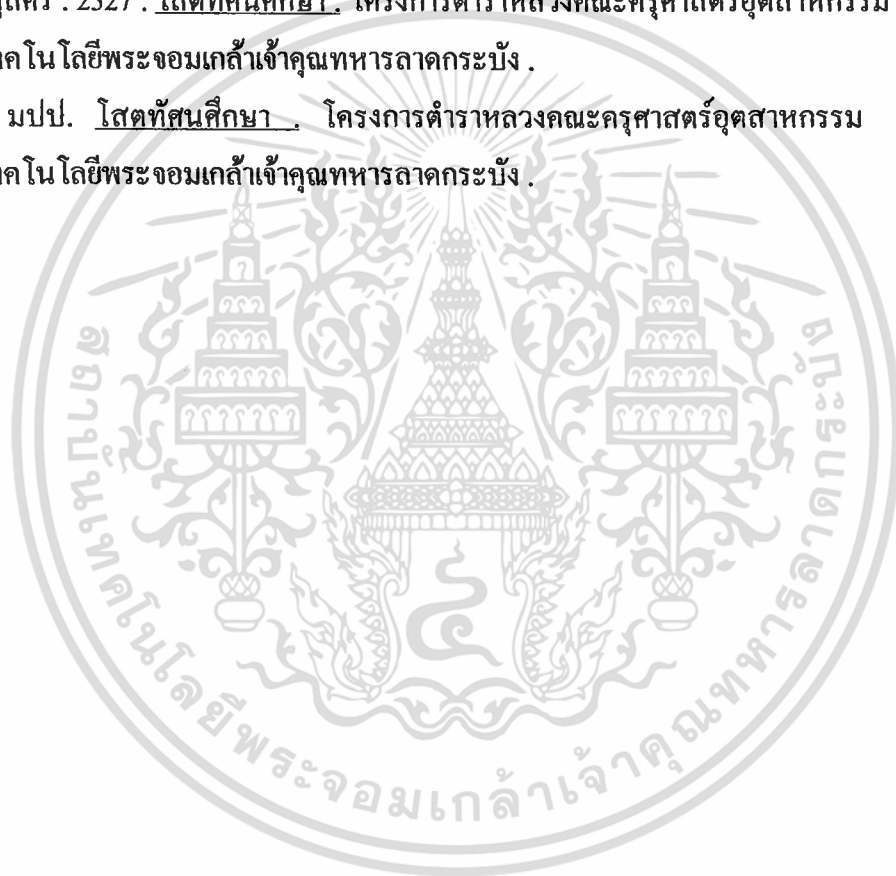 . 2527 . โสตทัศนศึกษา . โครงการตำราหลวงคณะครุศาสตร์อุตสาหกรรม
เทคโนโลยีพระจอมเกล้าเจ้าคุณทหารลาดกระบัง .
มปป. โสตทัศนศึกษา . โครงการตำราหลวงคณะครุศาสตร์อุตสาหกรรม
เทคโนโลยีพระจอมเกล้าเจ้าคุณทหารลาดกระบัง .
สถาบันเทคโนโลยีพระจอมเกล้าเจ้าคุณทหารลาดกระบัง
๔